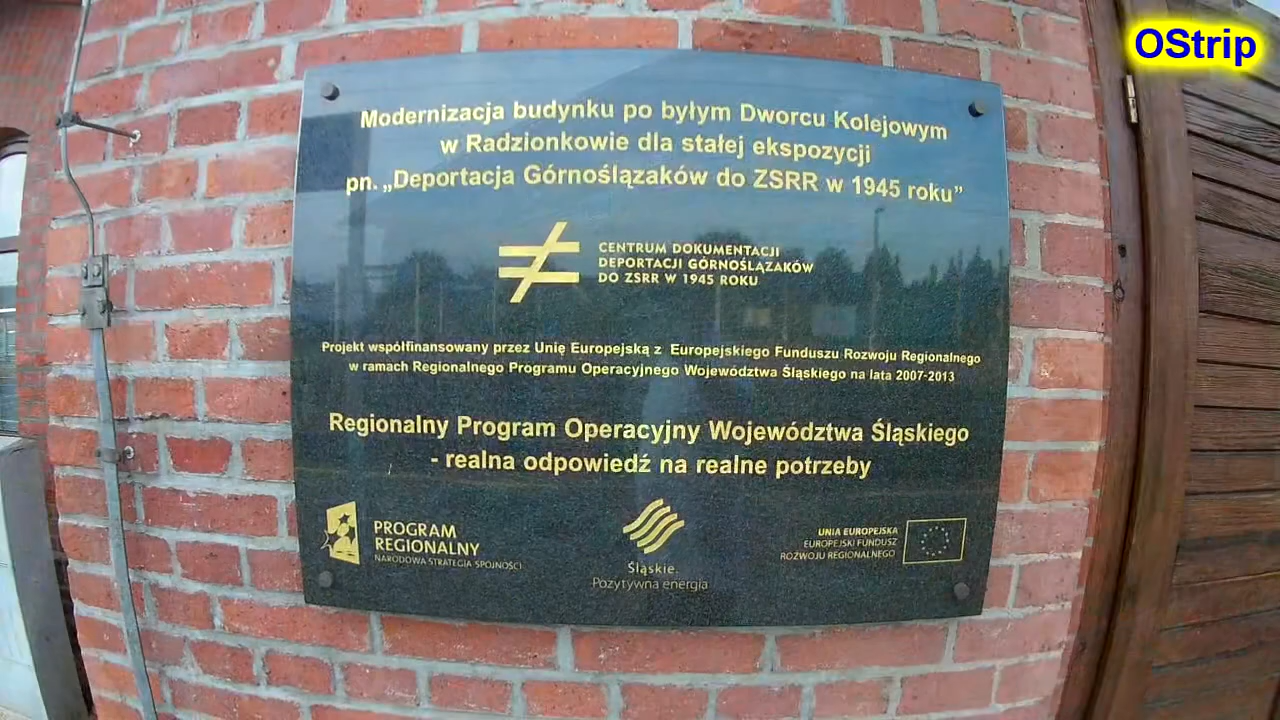 OStrip
Modernizacja budynku po byłym Dworcu Kolejowym
w Radzionkowie dla stałej ekspozycji
pn. „Deportacja Górnoślązaków do ZSRR w 1945 roku”
CENTRUM DOKUMENTACJI
DEPORTACJI GÓRNOŚLĄZAKÓW
DO ZSRR W 1945 ROKU
Projekt współfinansowany przez Unię Europejską z Europejskiego Funduszu Rozwoju Regionalnego
w ramach Regionalnego Programu Operacyjnego Województwa Śląskiego na lata 2007-2013
Regionalny Program Operacyjny Województwa Śląskiego
- realna odpowiedź na realne potrzeby
PROGRAM
REGIONALNY
NARODOWA STRATEGIA SPÓJNOŚCI
Śląskie.
Pozytywna energia
UNIA EUROPEJSKA
EUROPEJSKI FUNDUSZ
ROZWOJU REGIONALNEGO